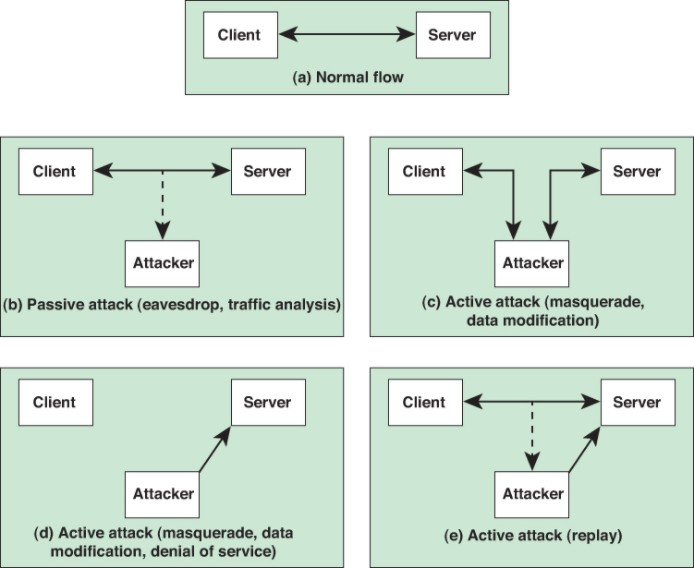 Client
Server
(a) Normal flow
Client
Server
Attacker
(b) Passive attack (eavesdrop, traffic analysis)
Client
Server
Attacker
(c) Active attack (masquerade,
data modification)
Client
Server
Attacker
(d) Active attack (masquerade, data
modification, denial of service)
Client
Server
Attacker
(e) Active attack (replay)